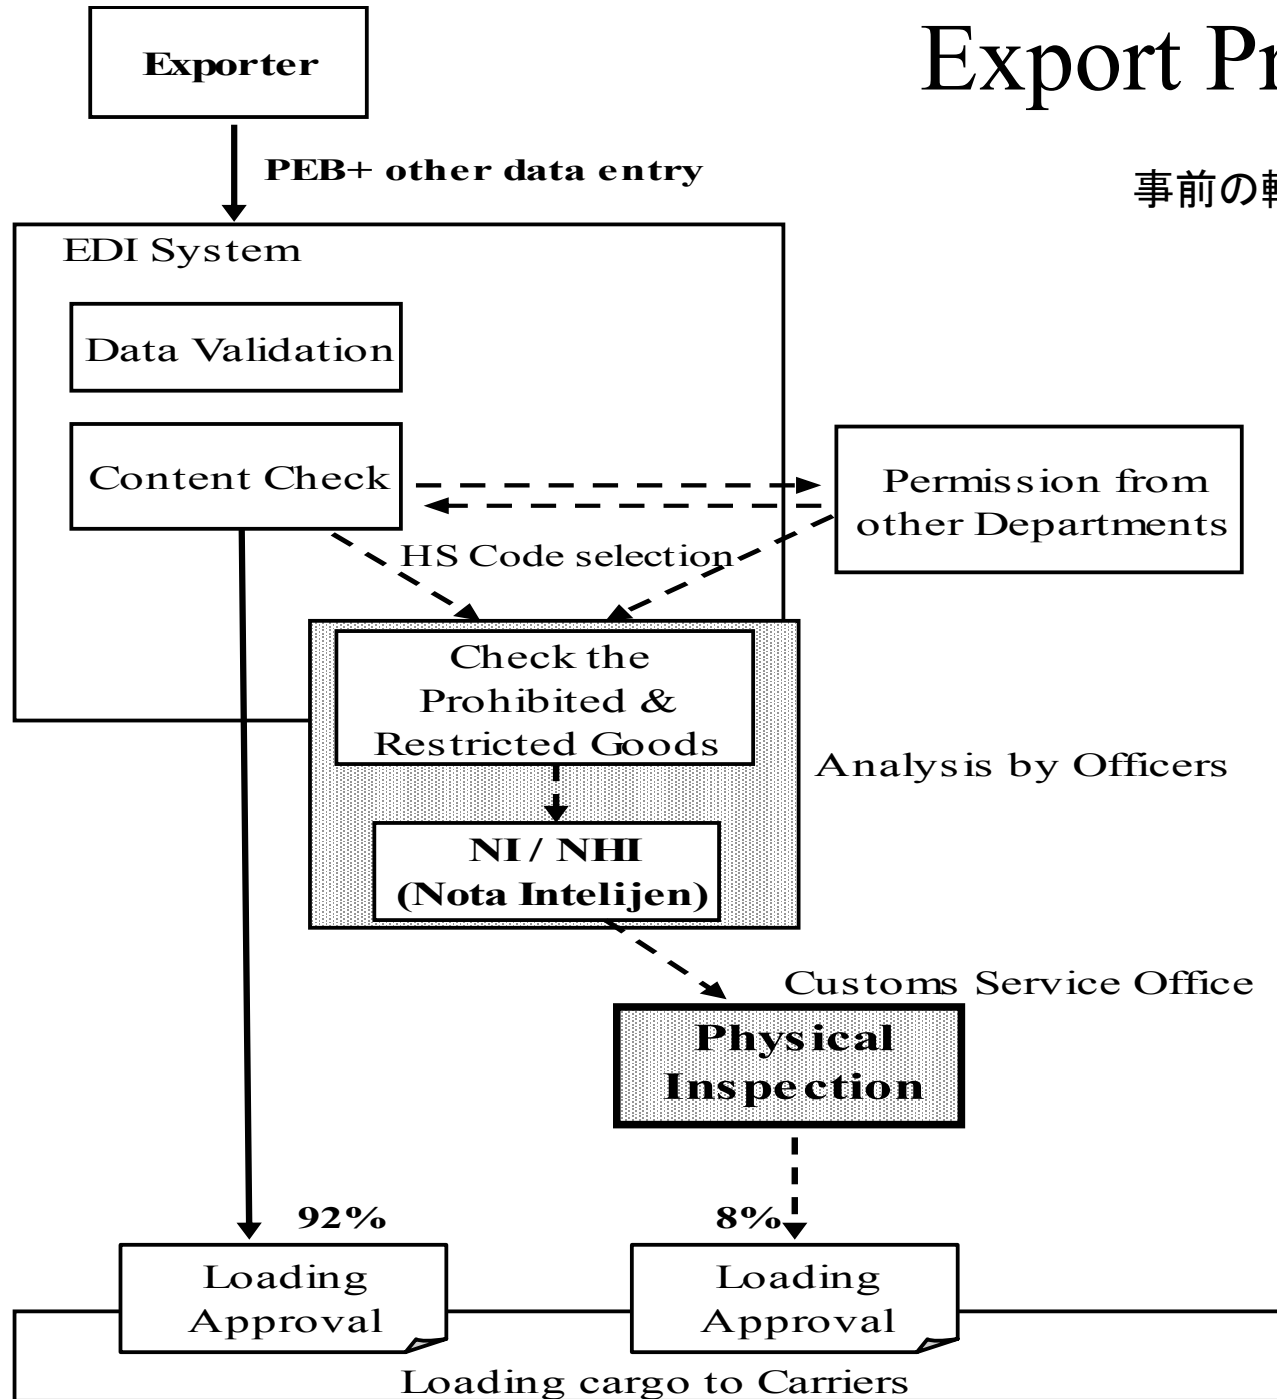 Export Pr
Exporter
PEB+ other data entry
事前の
EDI System
Data Validation
Content Check
Permission from
other Departments
HS Code selection
Check the
Prohibited &
Restricted Goods
Analysis by Officers
NI / NHI
(Nota Intelijen)
Customs Service Office
Physical
Inspection
92%
8%
Loading
Approval
Loading
Approval
Loading cargo to Carriers